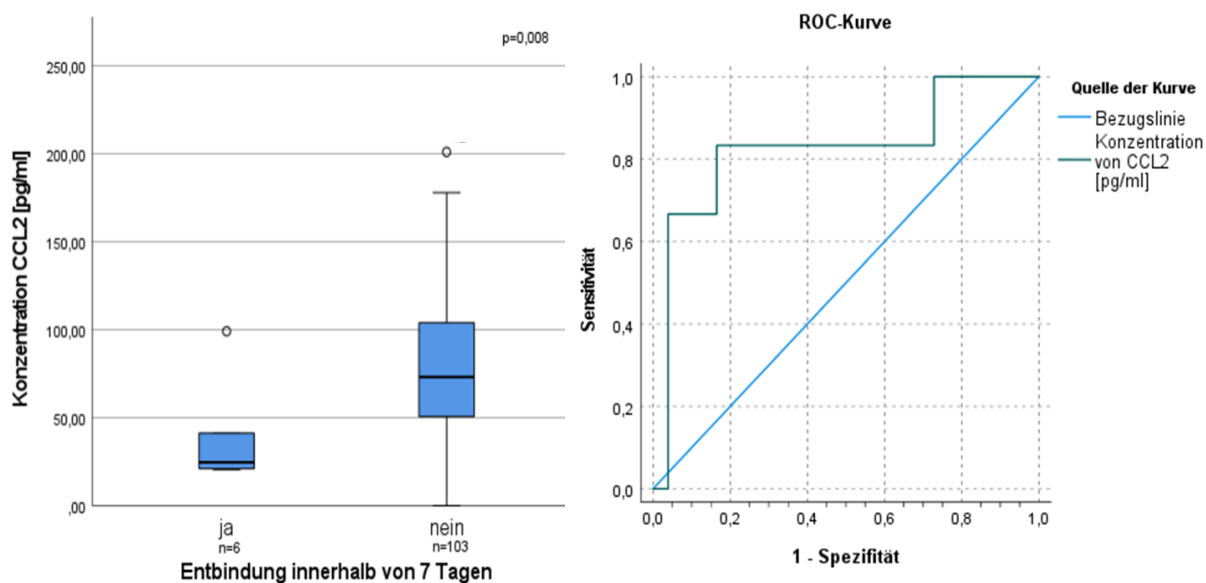 p=0,008
250,00
200,00
150,00
100,00
50,00
,00
Konzentration CCL2 [pg/ml]
ja
nein
n=6
n=103
Entbindung innerhalb von 7 Tagen
ROC-Kurve
1,0
0,8
0,6
0,4
0,2
0,0
Sensitivität
0,0 0,2 0,4 0,6 0,8 1,0
1 - Spezifität
Quelle der Kurve
Bezugslinie
Konzentration
von CCL2
[pg/ml]